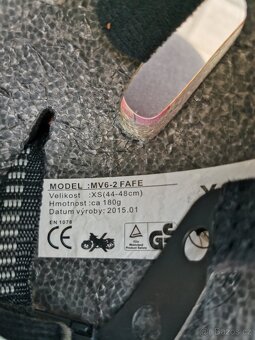 MODEL :MV6-2 FAFE
Velikost :XS(44-48cm)
Hmotnost :ca 180g
Datum výroby: 2015.01
EN 1078
CE
GS